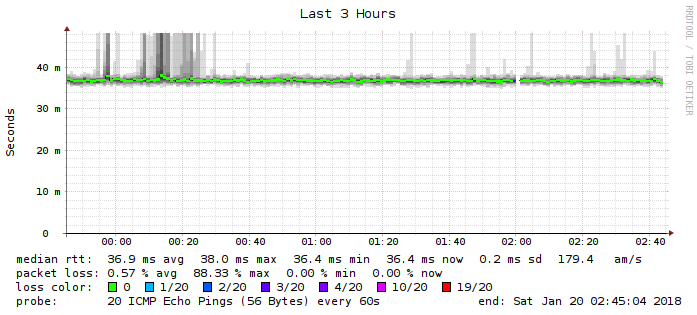 Last 3 Hours
RRDTOOL / TOBI OETIKER
Seconds
40 m
30 m
20 m
10 m
0
00:00 00:20 00:40 01:00 01:20 01:40 02:00 02:20 02:40
median rtt: 36.9 ms avg 38.0 ms max 36.4 ms min 36.4 ms now 0.2 ms sd 179.4 am/s
packet loss: 0.57 % avg 88.33 % max 0.00 % min 0.00 % now
loss color: 0 1/20 2/20 3/20 4/20 10/20 19/20
probe: 20 ICMP Echo Pings (56 Bytes) every 60s end: Sat Jan 20 02:45:04 2018